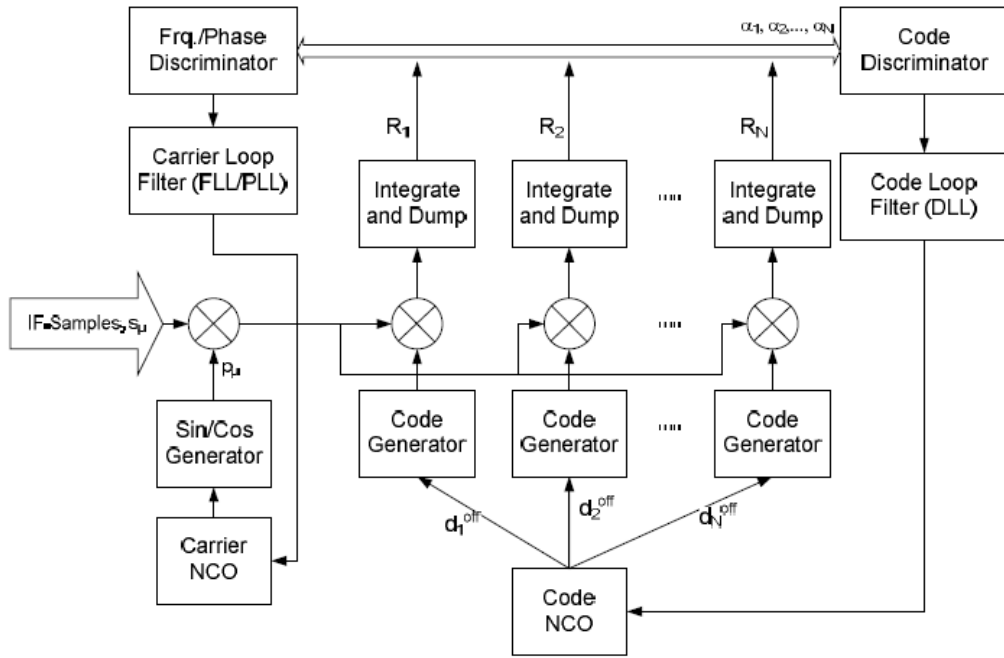 Frq./Phase
Discriminator
α1, α2,..., αN
Code
Discriminator
R1
R2
RN
Carrier Loop
Filter (FLL/PLL)
Integrate
and Dump
Integrate
and Dump
.....
Integrate
and Dump
Code Loop
Filter (DLL)
IF-Samples, sμ
.....
pμ
Sin/Cos
Generator
Code
Generator
Code
Generator
.....
Code
Generator
d1off
d2off
dNoff
Carrier
NCO
Code
NCO